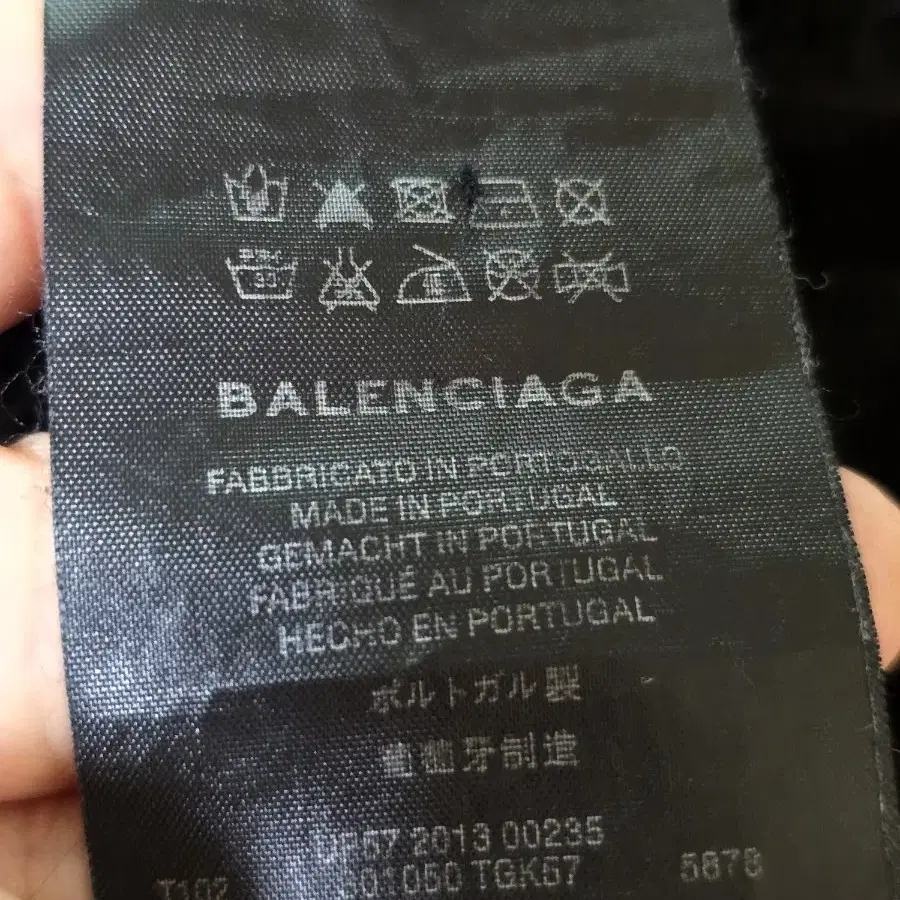 BALENCIAGA
FABBRICATO IN PORTOGALLO
MADE IN PORTUGAL
GEMACHT IN PORTUGAL
FABRIQUÉ AU PORTUGAL
HECHO EN PORTUGAL
ポルトガル製
葡萄牙制造
2013 00235
TGK57 5878
T102